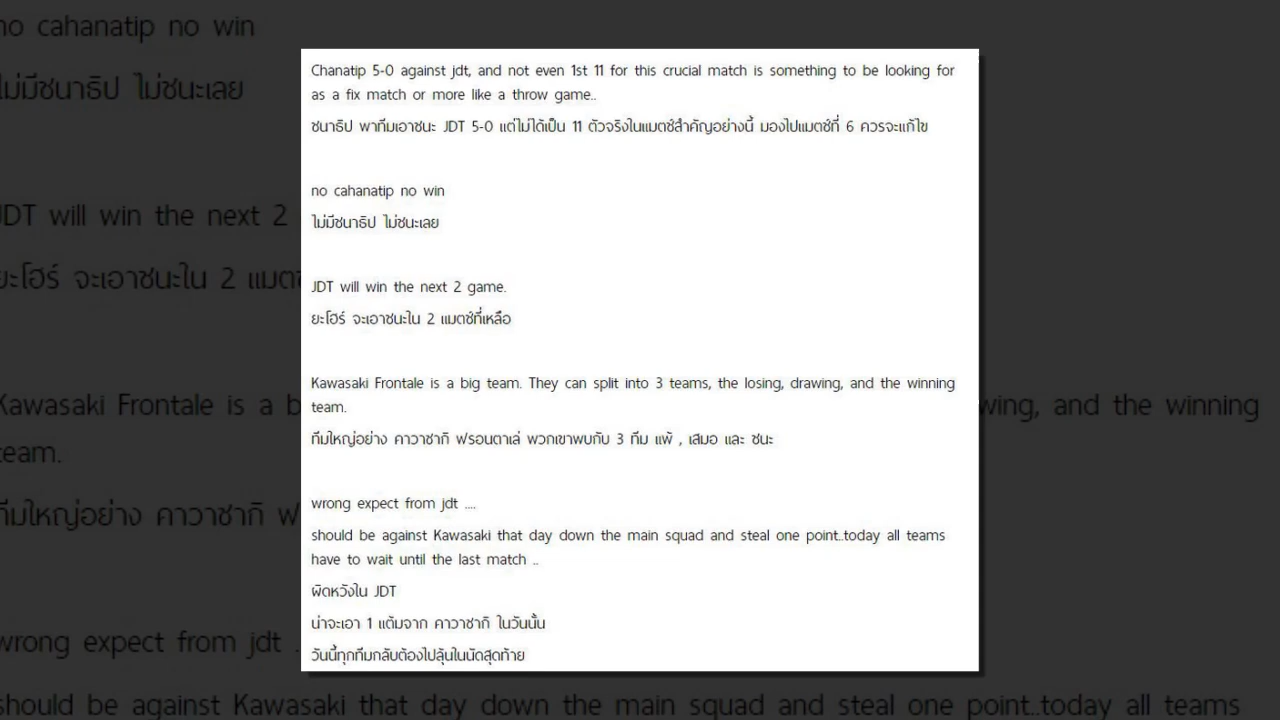 Chanatip 5-0 against jdt, and not even 1st 11 for this crucial match is something to be looking for
as a fix match or more like a throw game..
ชนาธิป พาทีมเอาชนะ JDT 5-0 แต่ไม่ได้เป็น 11 ตัวจริงในแมตช์สำคัญอย่างนี้ มองไปแมตช์ที่ 6 ควรจะแก้ไข
no cahanatip no win
ไม่มีชนาธิป ไม่ชนะเลย
JDT will win the next 2 game.
ยะโฮร์ จะเอาชนะใน 2 แมตช์ที่เหลือ
Kawasaki Frontale is a big team. They can split into 3 teams, the losing, drawing, and the winning
team.
ทีมใหญ่อย่าง คาวาซากิ ฟรอนตาเล่ พวกเขาพบกับ 3 ทีม แพ้ , เสมอ และ ชนะ
wrong expect from jdt ....
should be against Kawasaki that day down the main squad and steal one point..today all teams
have to wait until the last match ..
ผิดหวังใน JDT
น่าจะเอา 1 แต้มจาก คาวาซากิ ในวันนั้น
วันนี้ทุกทีมกลับต้องไปลุ้นในนัดสุดท้าย